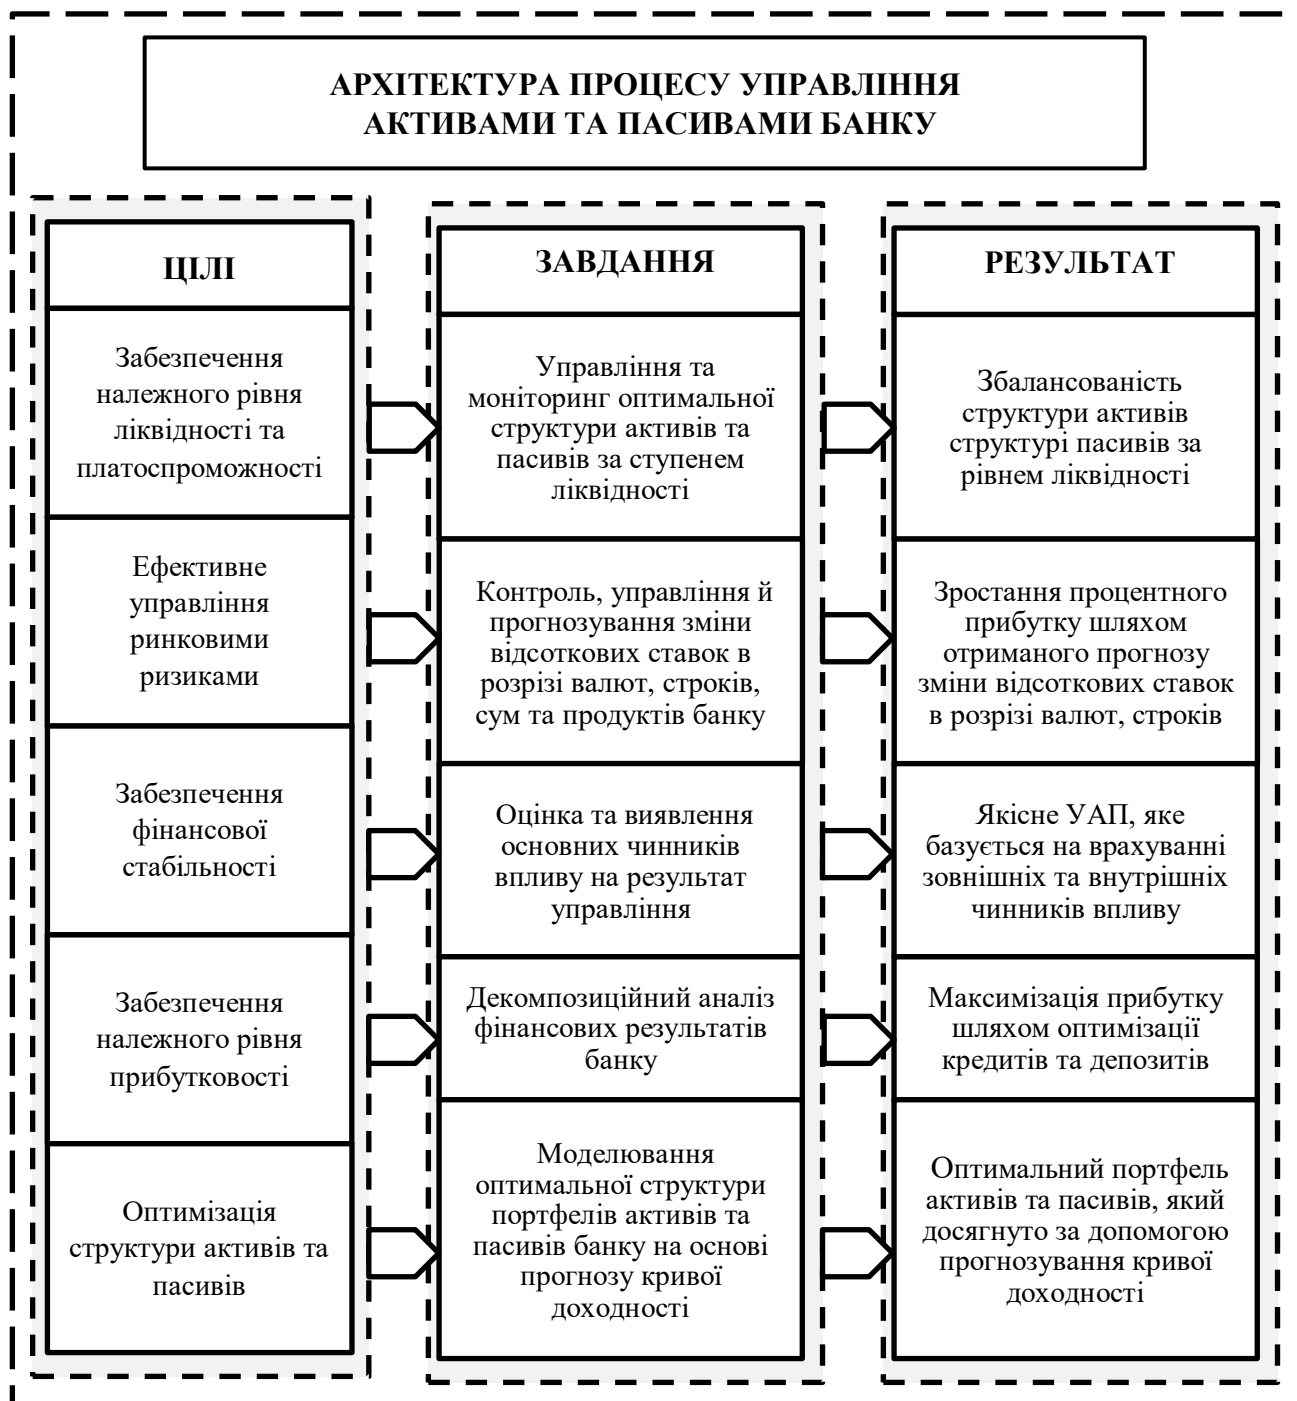 АРХІТЕКТУРА ПРОЦЕСУ УПРАВЛІННЯ
АКТИВАМИ ТА ПАСИВАМИ БАНКУ
ЦІЛІ
Забезпечення
належного рівня
ліквідності та
платоспроможності
Ефективне
управління
ринковими
ризиками
Забезпечення
фінансової
стабільності
Забезпечення
належного рівня
прибутковості
Оптимізація
структури активів та
пасивів
ЗАВДАННЯ
Управління та
моніторинг оптимальної
структури активів та
пасивів за ступенем
ліквідності
Контроль, управління й
прогнозування зміни
відсоткових ставок в
розрізі валют, строків,
сум та продуктів банку
Оцінка та виявлення
основних чинників
впливу на результат
управління
Декомпозиційний аналіз
фінансових результатів
банку
Моделювання
оптимальної структури
портфелів активів та
пасивів банку на основі
прогнозу кривої
доходності
РЕЗУЛЬТАТ
Збалансованість
структури активів
структурі пасивів за
рівнем ліквідності
Зростання процентного
прибутку шляхом
отриманого прогнозу
зміни відсоткових ставок
в розрізі валют, строків
Якісне УАП, яке
базується на врахуванні
зовнішніх та внутрішніх
чинників впливу
Максимізація прибутку
шляхом оптимізації
кредитів та депозитів
Оптимальний портфель
активів та пасивів, який
досягнуто за допомогою
прогнозування кривої
доходності